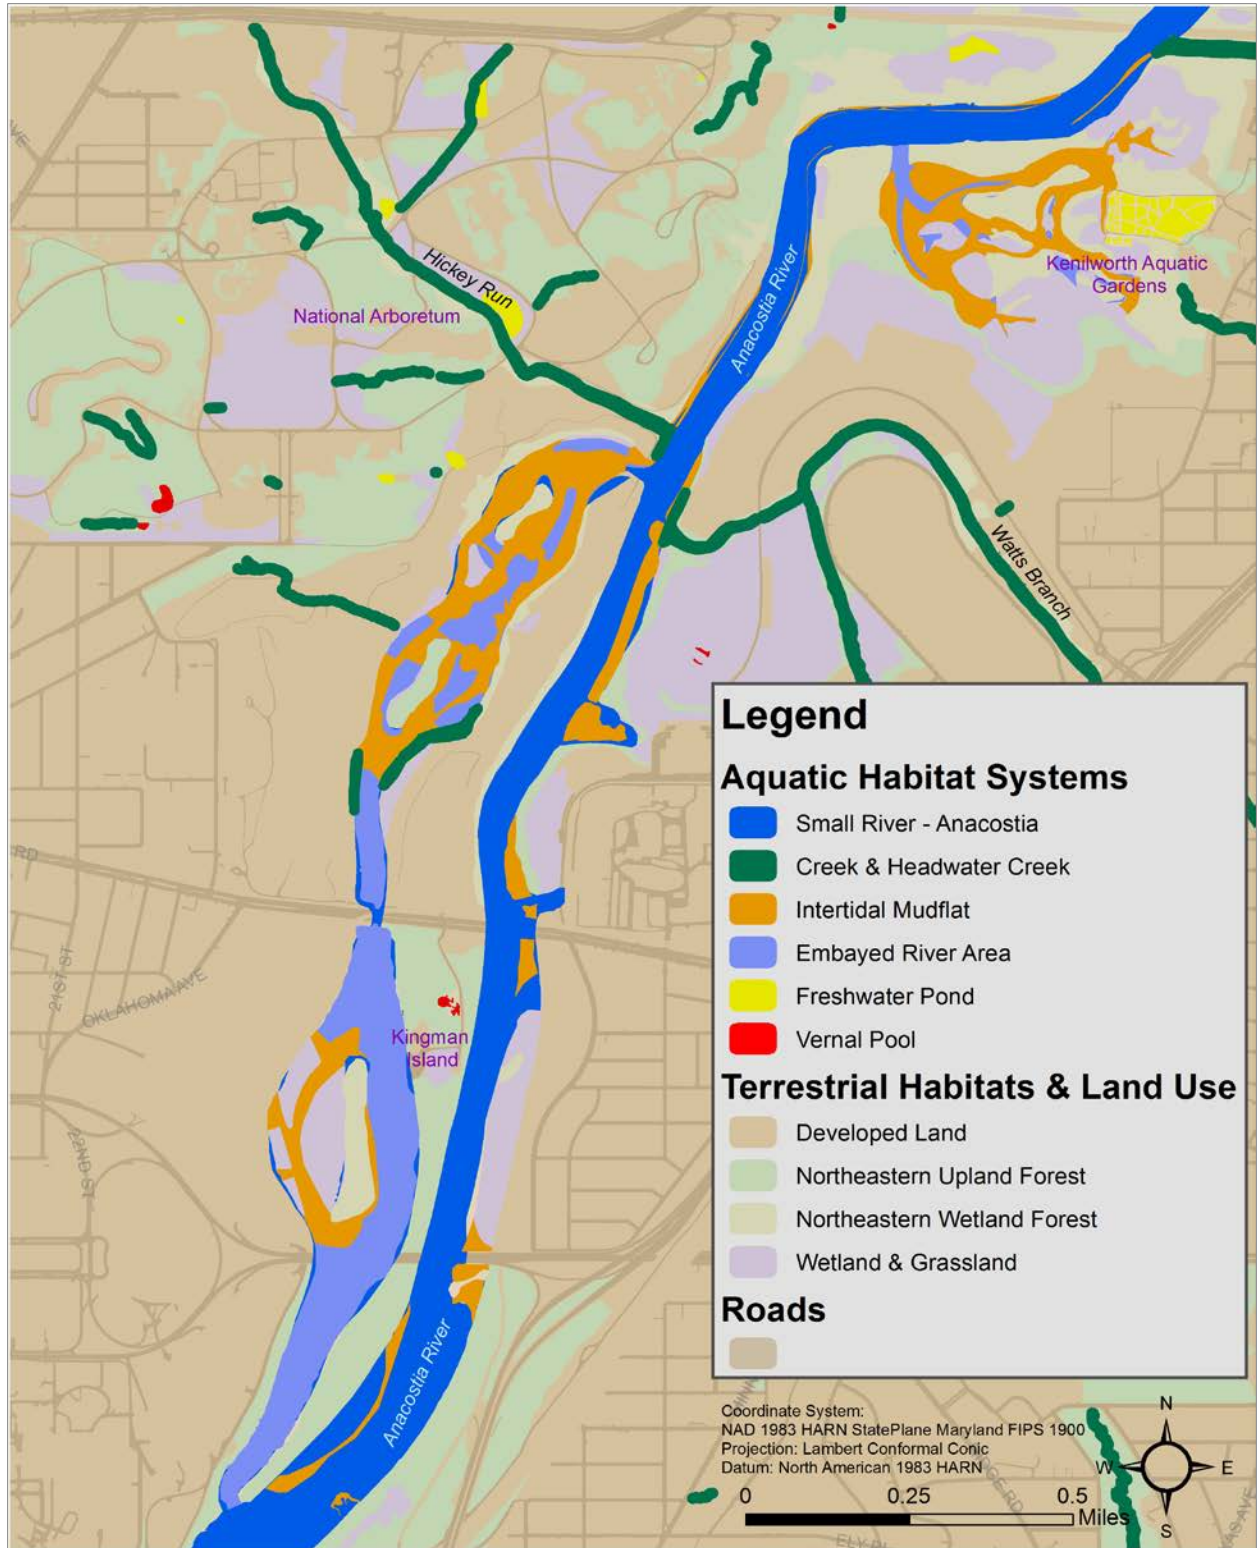 AVE
Hickey Run
National Arboretum
Anacostia River
Kenilworth Aquatic
Gardens
Watts Branch
RD
21ST ST
OKLAHOMA AVE
Kingman
Island
22ND ST
Anacostia River
Legend
Aquatic Habitat Systems
Small River - Anacostia
Creek & Headwater Creek
Intertidal Mudflat
Embayed River Area
Freshwater Pond
Vernal Pool
Terrestrial Habitats & Land Use
Developed Land
Northeastern Upland Forest
Northeastern Wetland Forest
Wetland & Grassland
Roads
Coordinate System:
NAD 1983 HARN StatePlane Maryland FIPS 1900
Projection: Lambert Conformal Conic
Datum: North American 1983 HARN
0 0.25 0.5
Miles
N
W E
S
RD
AVE